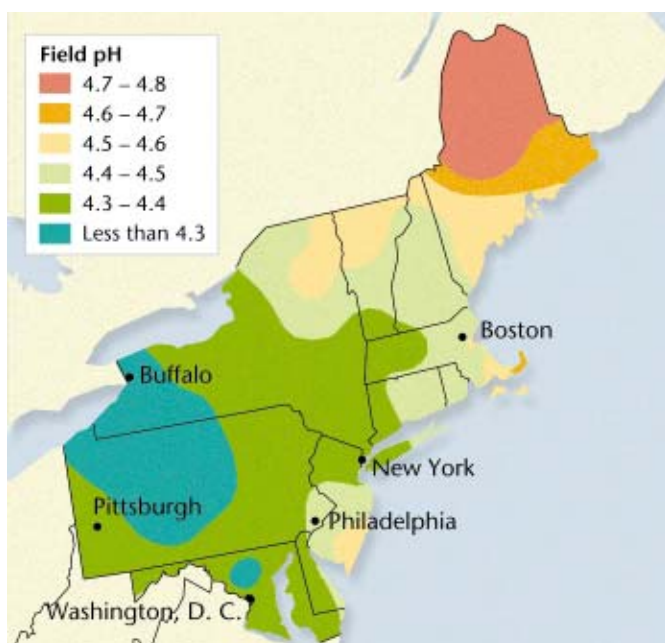 Field pH
4.7 – 4.8
4.6 – 4.7
4.5 – 4.6
4.4 – 4.5
4.3 – 4.4
Less than 4.3
Boston
Buffalo
New York
Pittsburgh
Philadelphia
Washington, D. C.